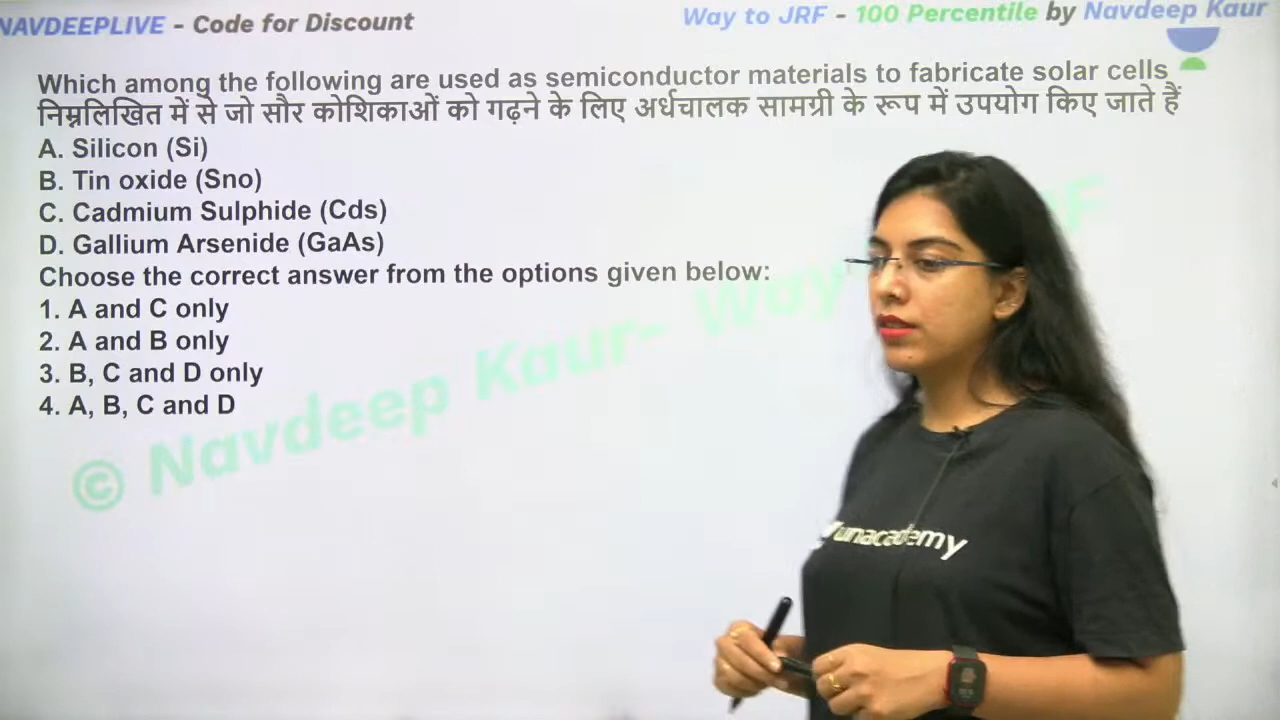 NAVDEEPLIVE - Code for Discount
Way to JRF - 100 Percentile by Navdeep Kaur
Which among the following are used as semiconductor materials to fabricate solar cells
निम्नलिखित में से जो सौर कोशिकाओं को गढ़ने के लिए अर्धचालक सामग्री के रूप में उपयोग किए जाते हैं
A. Silicon (Si)
B. Tin oxide (Sno)
C. Cadmium Sulphide (Cds)
D. Gallium Arsenide (GaAs)
Choose the correct answer from the options given below:
1. A and C only
2. A and B only
3. B, C and D only
4. A, B, C and D
© Navdeep Kaur- Way
unacademy